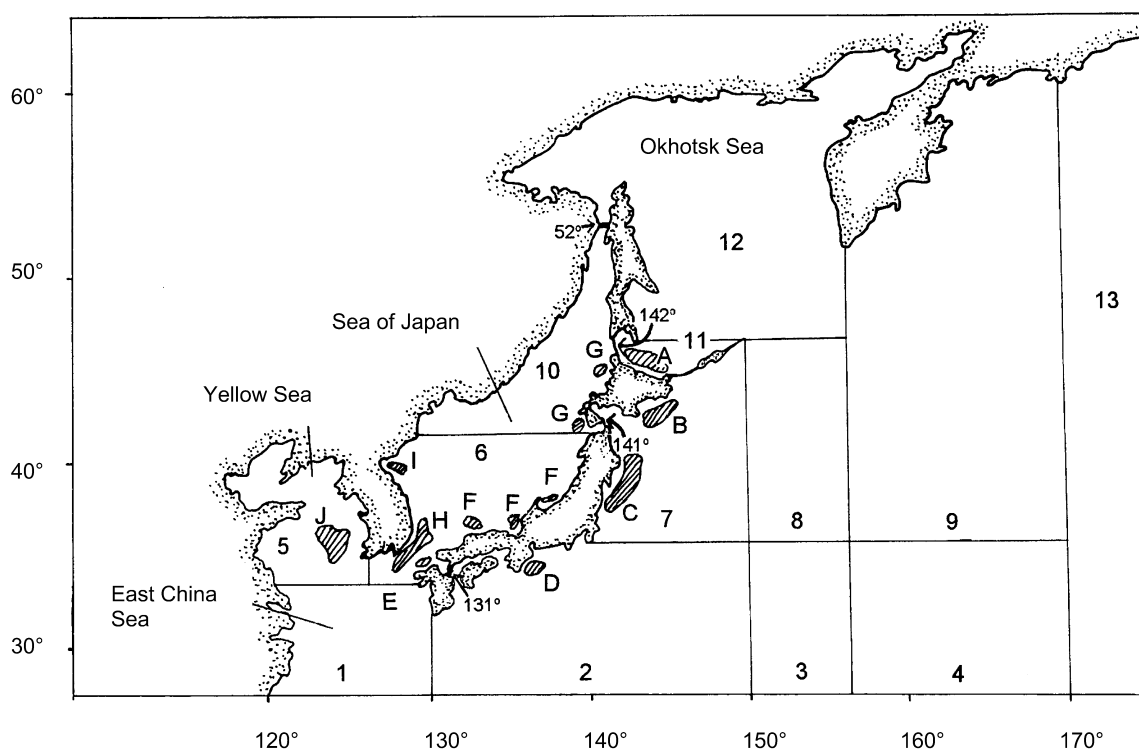 60°
Okhotsk Sea
52°
12
50°
13
Sea of Japan
142°
11
G
A
10
Yellow Sea
G
B
141°
6
40°
I
F
J
F
F
H
C
7
8
9
5
D
East China
Sea
E
131°
30°
1
2
3
4
120°
130°
140°
150°
160°
170°